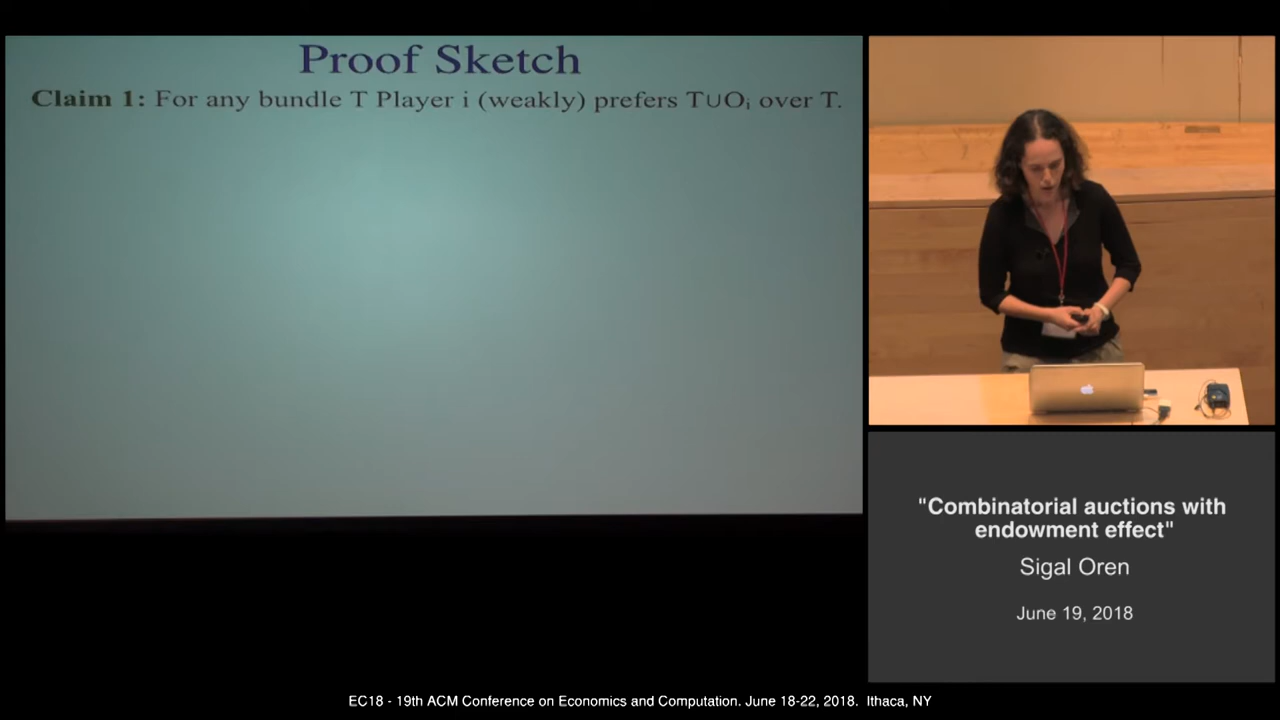 Proof Sketch
Claim 1: For any bundle T Player i (weakly) prefers T∪Oᵢ over T.
"Combinatorial auctions with
endowment effect"
Sigal Oren
June 19, 2018
EC18 - 19th ACM Conference on Economics and Computation. June 18-22, 2018.  Ithaca, NY